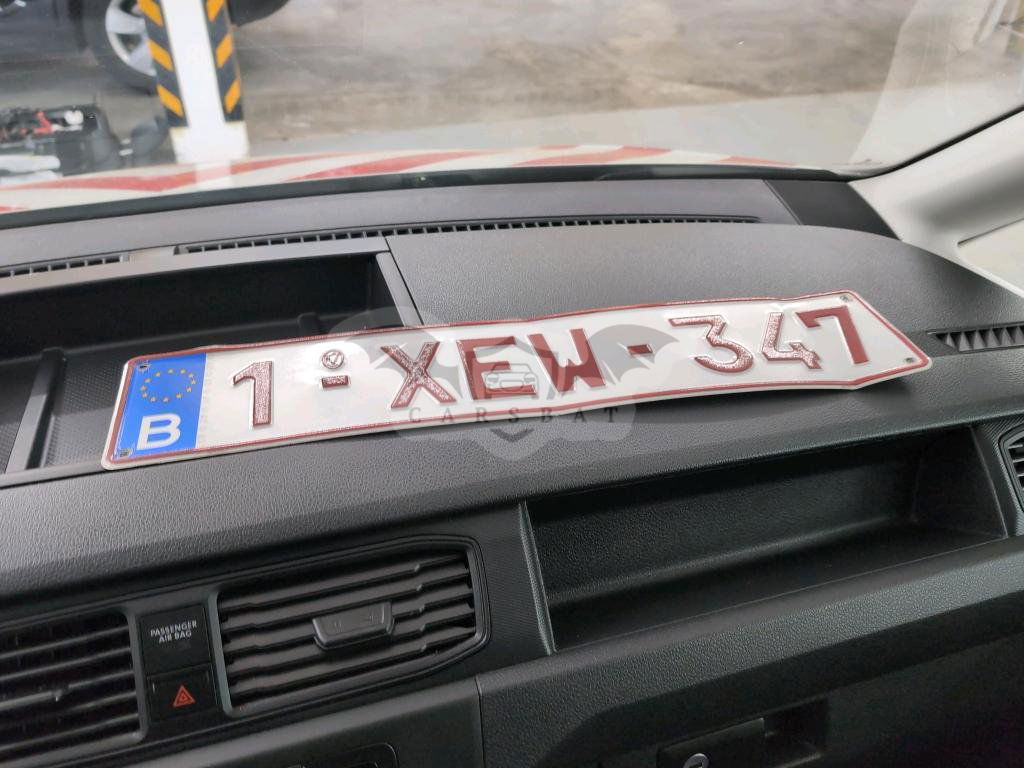 B 1·XEW-347
CARSBAT
PASSENGER
AIR BAG